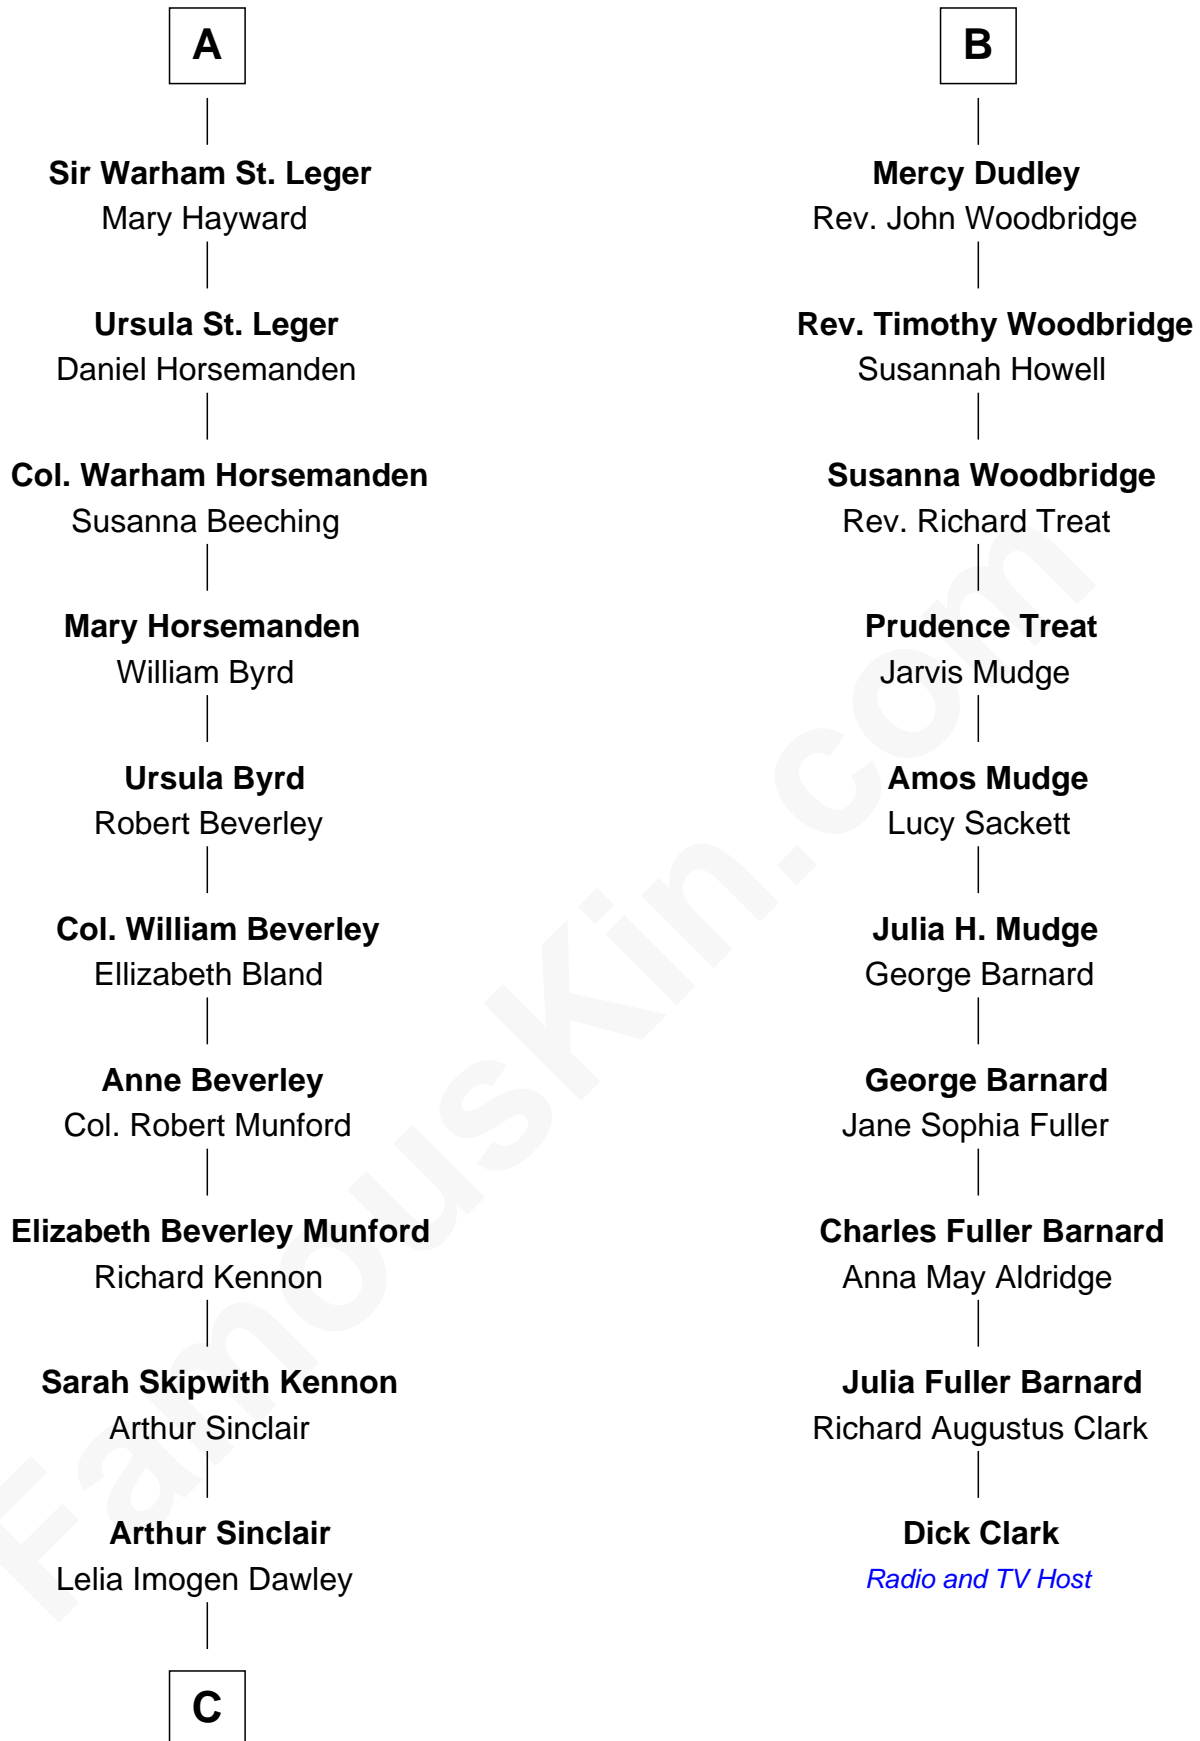 A
Sir Warham St. Leger
Mary Hayward
Ursula St. Leger
Daniel Horsemanden
Col. Warham Horsemanden
Susanna Beeching
Mary Horsemanden
William Byrd
Ursula Byrd
Robert Beverley
Col. William Beverley
Ellizabeth Bland
Anne Beverley
Col. Robert Munford
Elizabeth Beverley Munford
Richard Kennon
Sarah Skipwith Kennon
Arthur Sinclair
Arthur Sinclair
Lelia Imogen Dawley
C
B
Mercy Dudley
Rev. John Woodbridge
Rev. Timothy Woodbridge
Susannah Howell
Susanna Woodbridge
Rev. Richard Treat
Prudence Treat
Jarvis Mudge
Amos Mudge
Lucy Sackett
Julia H. Mudge
George Barnard
George Barnard
Jane Sophia Fuller
Charles Fuller Barnard
Anna May Aldridge
Julia Fuller Barnard
Richard Augustus Clark
Dick Clark
Radio and TV Host
FamousKin.com